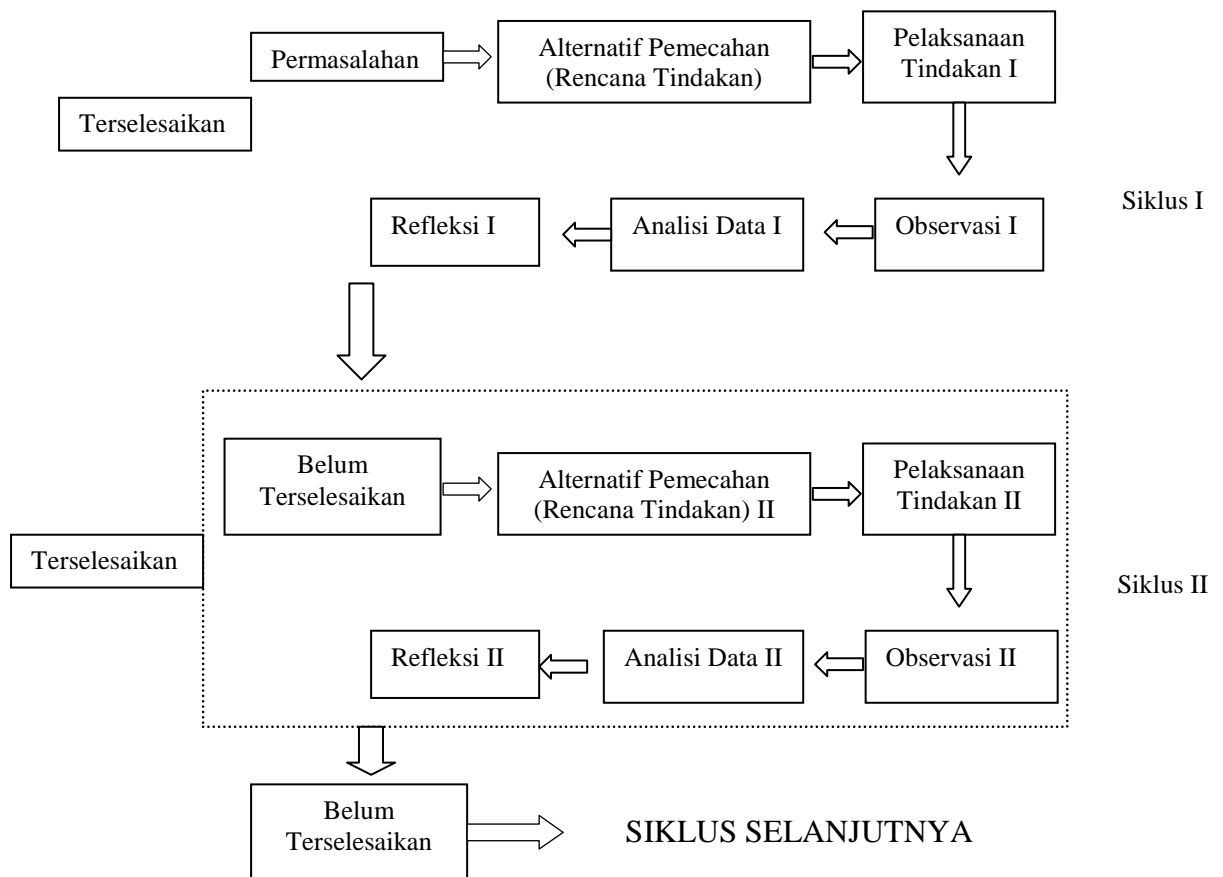 Permasalahan
Alternatif Pemecahan
(Rencana Tindakan)
Pelaksanaan
Tindakan I
Terselesaikan
Siklus I
Refleksi I
Analisi Data I
Observasi I
Belum
Terselesaikan
Alternatif Pemecahan
(Rencana Tindakan) II
Pelaksanaan
Tindakan II
Terselesaikan
Siklus II
Refleksi II
Analisi Data II
Observasi II
Belum
Terselesaikan
SIKLUS SELANJUTNYA